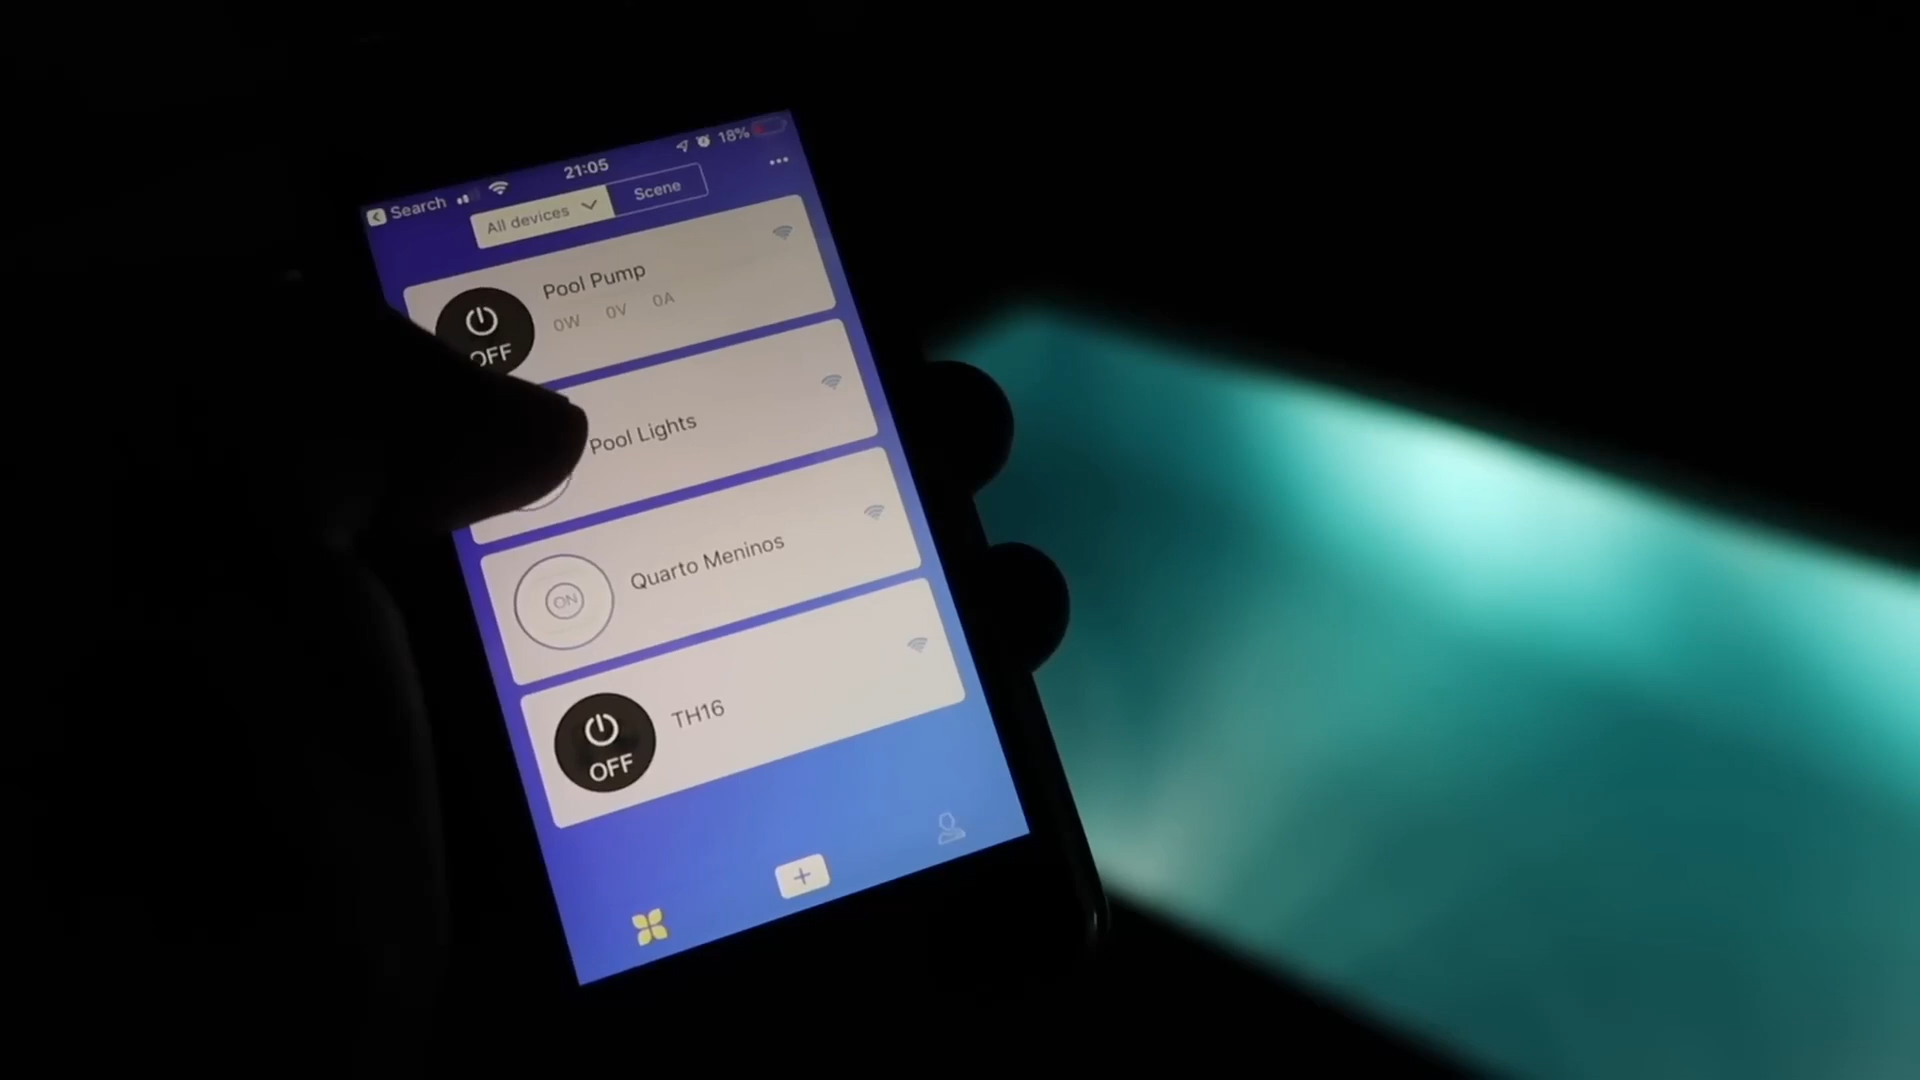 Search 21:05 18%
All devices Scene
Pool Pump
0W 0V 0A
OFF
Pool Lights
Quarto Meninos
ON
TH16
OFF